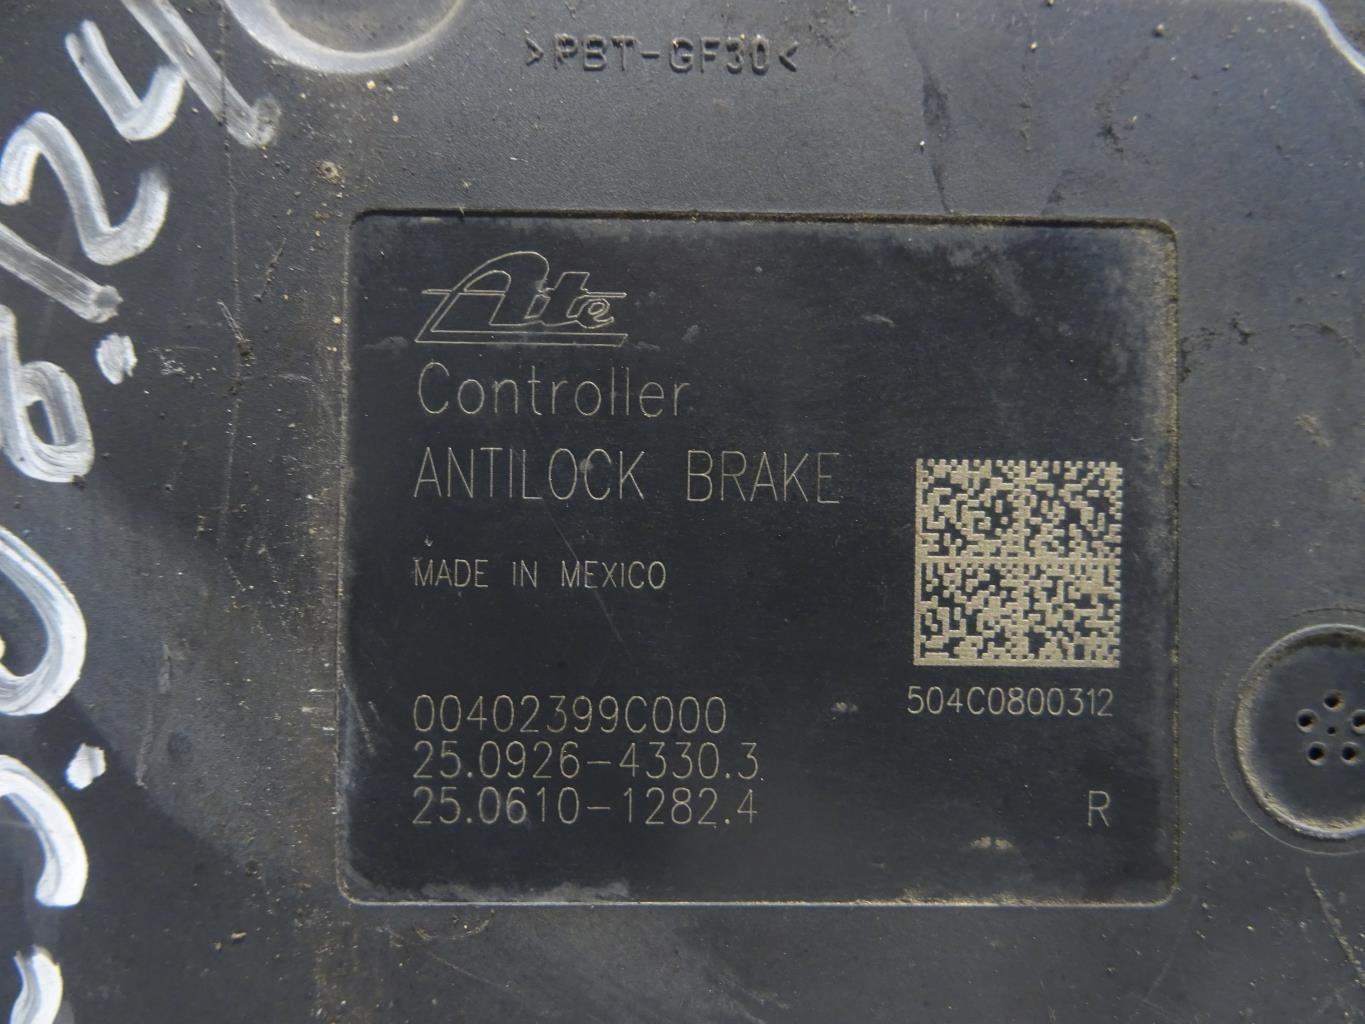 >PBT-GF30<
Ate
Controller
ANTILOCK BRAKE
MADE IN MEXICO
504C0800312
00402399C000
25.0926-4330.3
25.0610-1282.4
R